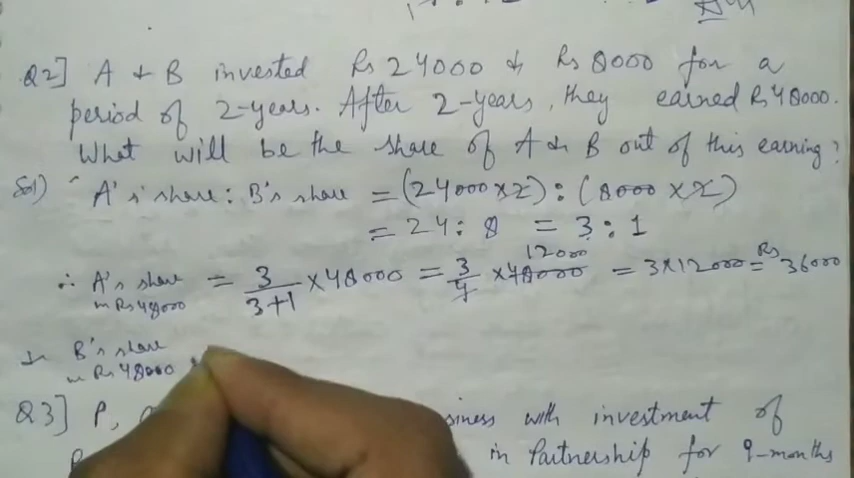 Q2] A & B invested Rs 24000 & Rs 8000 for a
period of 2-years. After 2-years, they earned Rs 48000.
What will be the share of A & B out of this earning?
Sol) A's share : B's share = (24000×2) : (8000×2)
= 24 : 8 = 3 : 1
∴ A's share in Rs 48000 = 3/(3+1) × 48000 = 3/4 × 48000 12000 = 3×12000 = Rs 36000
& B's share
in Rs 48000
Q3] P, siness with investment of
in Partnership for 9-months